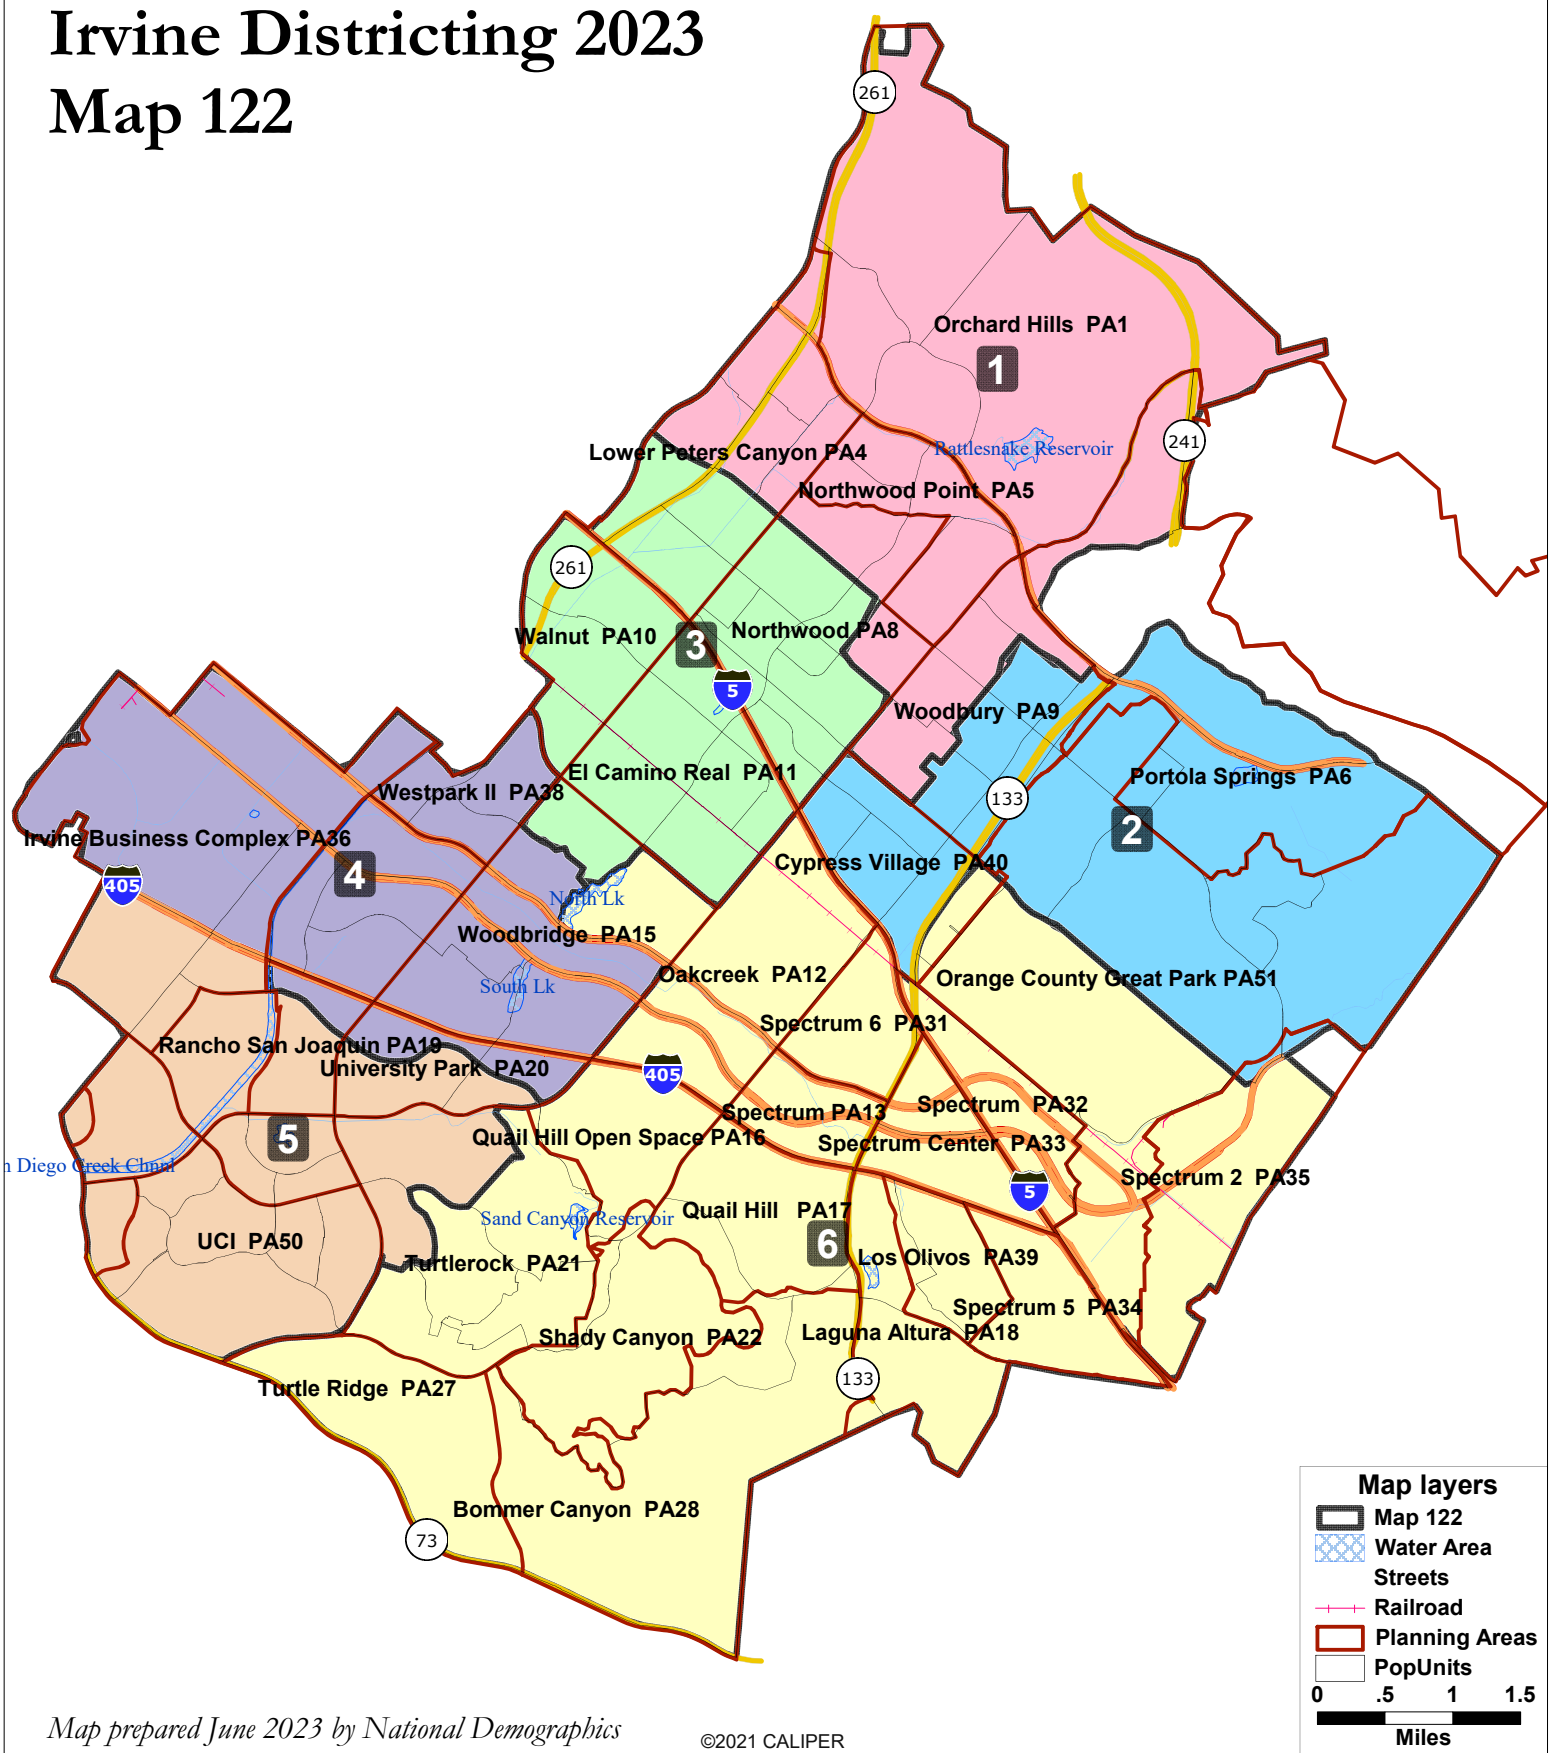 Irvine Districting 2023
Map 122
261
Orchard Hills PA1
1
241
Rattlesnake Reservoir
Lower Peters Canyon PA4
Northwood Point PA5
261
Walnut PA10
3
Northwood PA8
5
Woodbury PA9
El Camino Real PA11
Westpark II PA38
Portola Springs PA6
133
2
Irvine Business Complex PA36
4
405
Cypress Village PA40
North Lk
Woodbridge PA15
Oakcreek PA12
Orange County Great Park PA51
South Lk
Spectrum 6 PA31
Rancho San Joaquin PA19
University Park PA20
405
Spectrum PA13
Spectrum PA32
5
Quail Hill Open Space PA16
Spectrum Center PA33
n Diego Creek Chnnl
Spectrum 2 PA35
5
Sand Canyon Reservoir
Quail Hill PA17
UCI PA50
6
Turtlerock PA21
Los Olivos PA39
Spectrum 5 PA34
Shady Canyon PA22
Laguna Altura PA18
133
Turtle Ridge PA27
Bommer Canyon PA28
73
Map layers
Map 122
Water Area
Streets
Railroad
Planning Areas
PopUnits
0 .5 1 1.5
Miles
Map prepared June 2023 by National Demographics
©2021 CALIPER